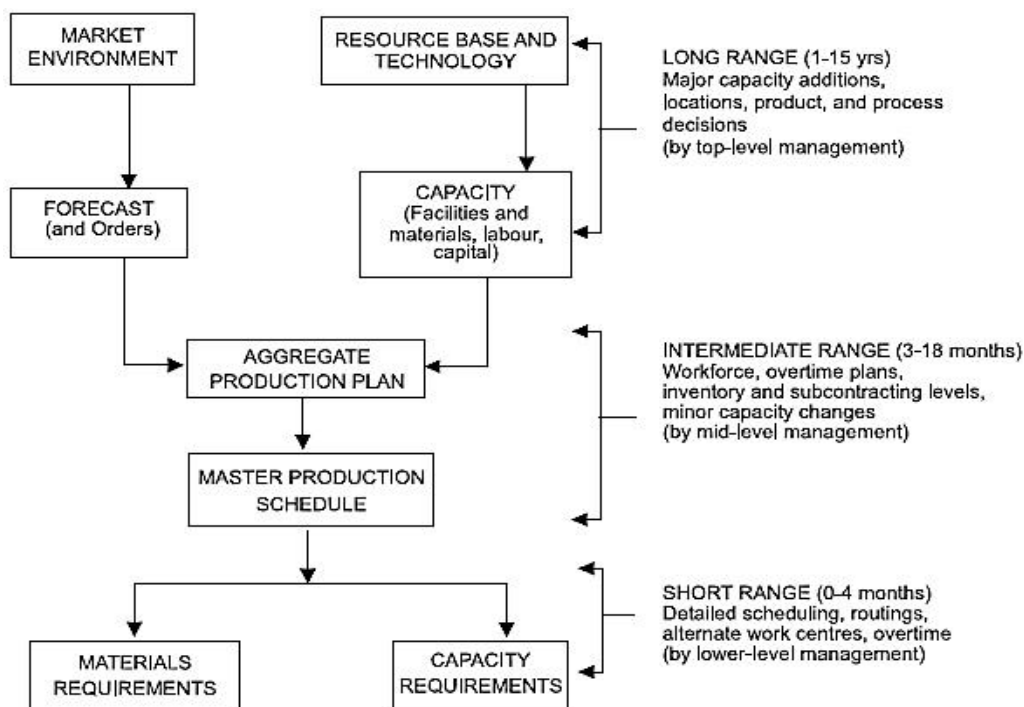 MARKET
ENVIRONMENT
RESOURCE BASE AND
TECHNOLOGY
LONG RANGE (1-15 yrs)
Major capacity additions,
locations, product, and process
decisions
(by top-level management)
FORECAST
(and Orders)
CAPACITY
(Facilities and
materials, labour,
capital)
AGGREGATE
PRODUCTION PLAN
INTERMEDIATE RANGE (3-18 months)
Workforce, overtime plans,
inventory and subcontracting levels,
minor capacity changes
(by mid-level management)
MASTER PRODUCTION
SCHEDULE
SHORT RANGE (0-4 months)
Detailed scheduling, routings,
alternate work centres, overtime
(by lower-level management)
MATERIALS
REQUIREMENTS
CAPACITY
REQUIREMENTS